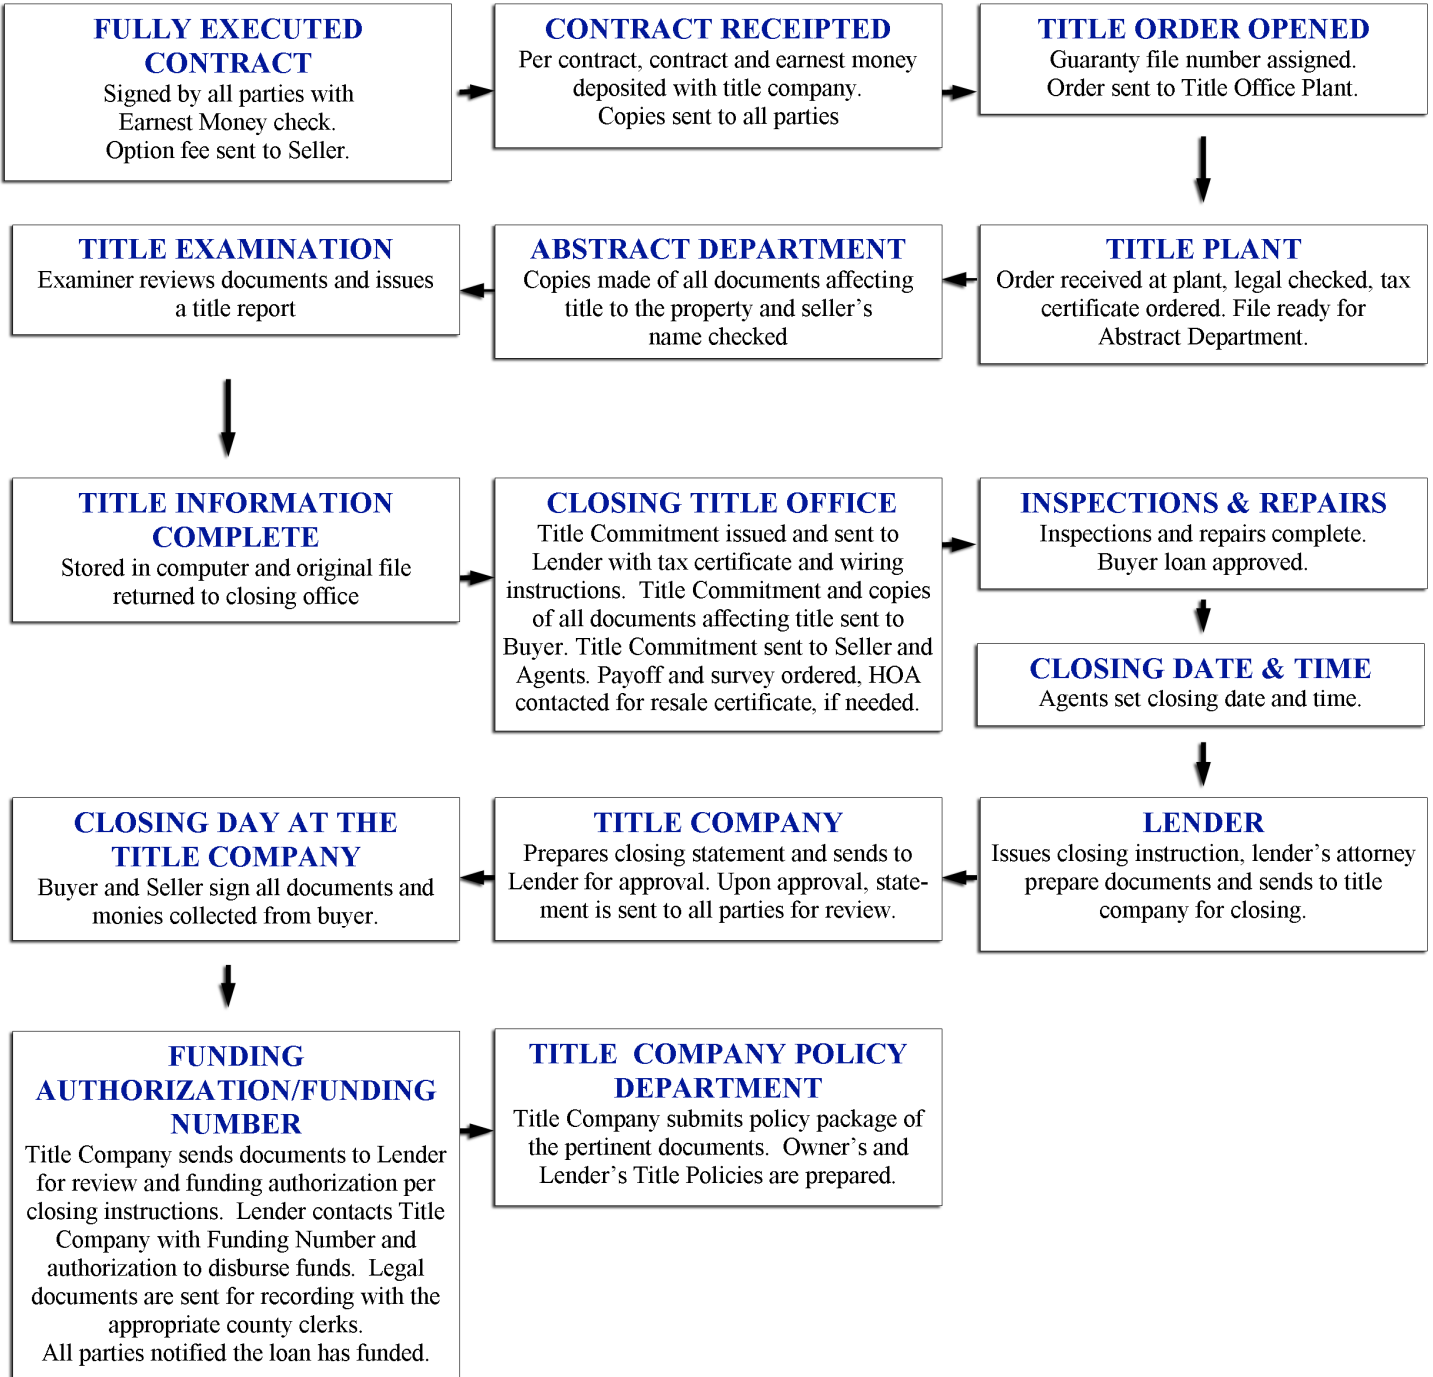 FULLY EXECUTED
CONTRACT
Signed by all parties with
Earnest Money check.
Option fee sent to Seller.
CONTRACT RECEIPTED
Per contract, contract and earnest money
deposited with title company.
Copies sent to all parties
TITLE ORDER OPENED
Guaranty file number assigned.
Order sent to Title Office Plant.
TITLE PLANT
Order received at plant, legal checked, tax
certificate ordered. File ready for
Abstract Department.
ABSTRACT DEPARTMENT
Copies made of all documents affecting
title to the property and seller’s
name checked
TITLE EXAMINATION
Examiner reviews documents and issues
a title report
TITLE INFORMATION
COMPLETE
Stored in computer and original file
returned to closing office
CLOSING TITLE OFFICE
Title Commitment issued and sent to
Lender with tax certificate and wiring
instructions.  Title Commitment and copies
of all documents affecting title sent to
Buyer. Title Commitment sent to Seller and
Agents. Payoff and survey ordered, HOA
contacted for resale certificate, if needed.
INSPECTIONS & REPAIRS
Inspections and repairs complete.
Buyer loan approved.
CLOSING DATE & TIME
Agents set closing date and time.
LENDER
Issues closing instruction, lender’s attorney
prepare documents and sends to title
company for closing.
TITLE COMPANY
Prepares closing statement and sends to
Lender for approval. Upon approval, state-
ment is sent to all parties for review.
CLOSING DAY AT THE
TITLE COMPANY
Buyer and Seller sign all documents and
monies collected from buyer.
FUNDING
AUTHORIZATION/FUNDING
NUMBER
Title Company sends documents to Lender
for review and funding authorization per
closing instructions.  Lender contacts Title
Company with Funding Number and
authorization to disburse funds.  Legal
documents are sent for recording with the
appropriate county clerks.
All parties notified the loan has funded.
TITLE  COMPANY POLICY
DEPARTMENT
Title Company submits policy package of
the pertinent documents.  Owner’s and
Lender’s Title Policies are prepared.